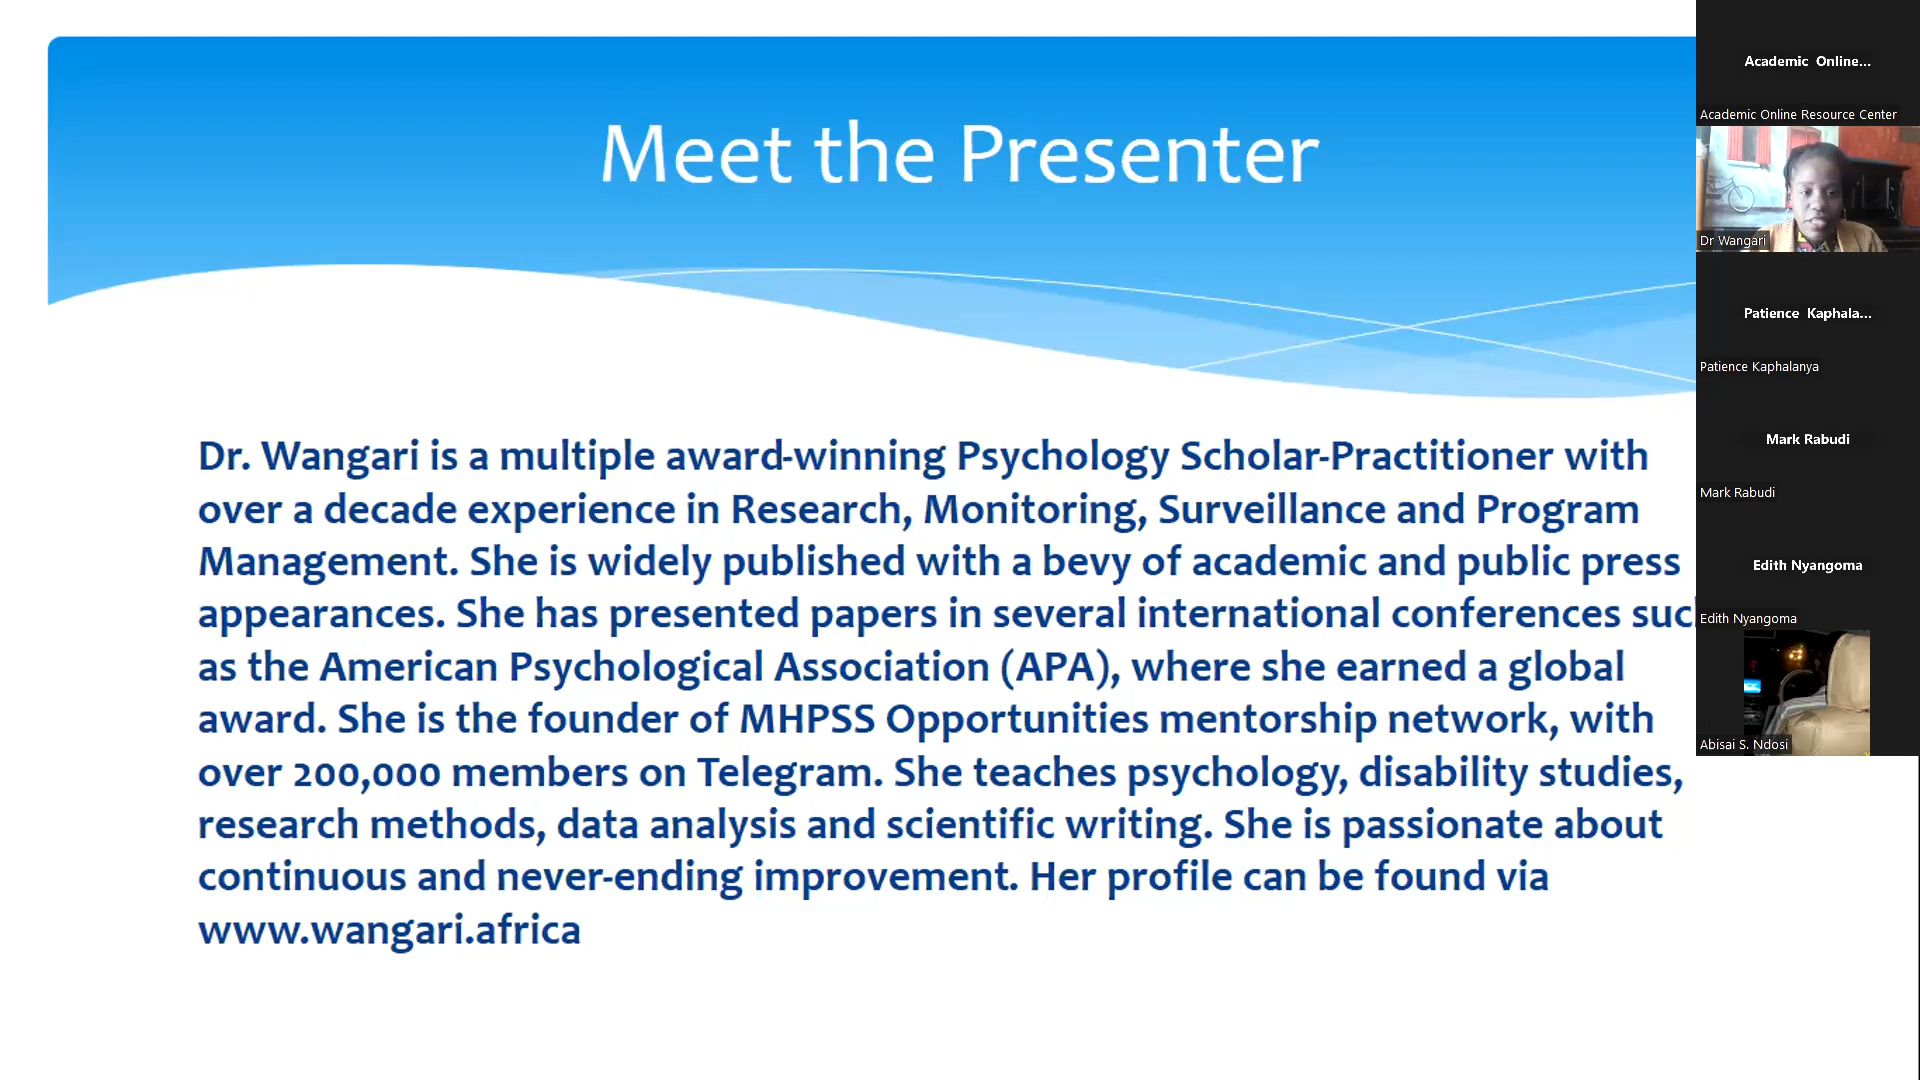 Meet the Presenter
Dr. Wangari is a multiple award-winning Psychology Scholar-Practitioner with
over a decade experience in Research, Monitoring, Surveillance and Program
Management. She is widely published with a bevy of academic and public press
appearances. She has presented papers in several international conferences suc
as the American Psychological Association (APA), where she earned a global
award. She is the founder of MHPSS Opportunities mentorship network, with
over 200,000 members on Telegram. She teaches psychology, disability studies,
research methods, data analysis and scientific writing. She is passionate about
continuous and never-ending improvement. Her profile can be found via
www.wangari.africa
Academic Online...
Academic Online Resource Center
Dr Wangari
Patience Kaphala...
Patience Kaphalanya
Mark Rabudi
Mark Rabudi
Edith Nyangoma
Edith Nyangoma
Abisai S. Ndosi